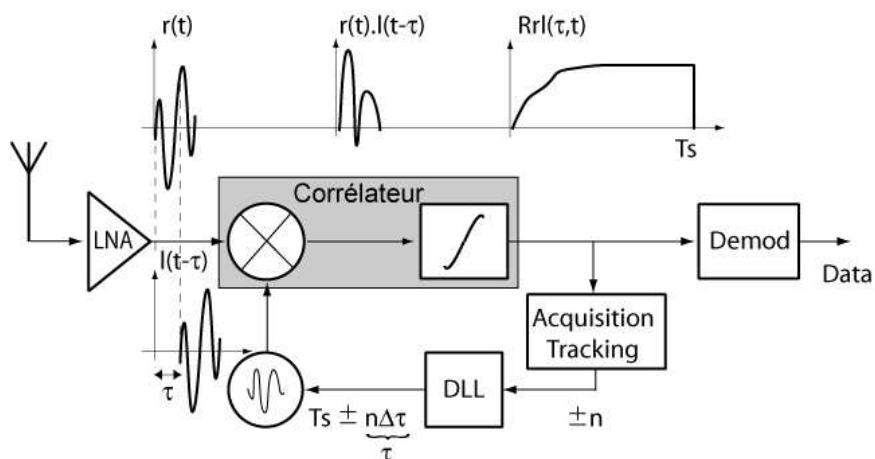 r(t)
r(t).l(t-τ)
Rrl(τ,t)
Ts
Corrélateur
LNA
l(t-τ)
Demod
Data
Acquisition
Tracking
τ
DLL
Ts ± nΔτ
τ
±n